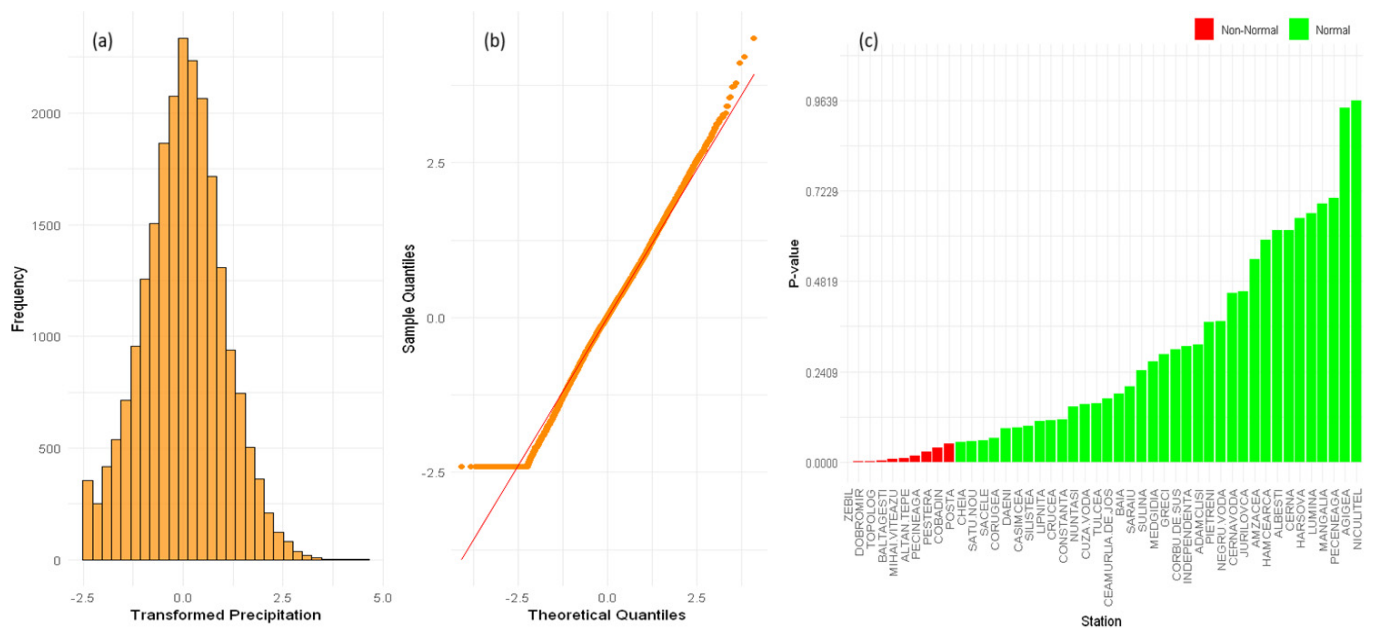 (a)
2000
1500
1000
500
0
Frequency
-2.5
0.0
2.5
5.0
Transformed Precipitation
(b)
2.5
0.0
-2.5
Sample Quantiles
-2.5
0.0
2.5
Theoretical Quantiles
(c)
Non-Normal
Normal
0.9639
0.7229
0.4819
0.2409
0.0000
P-value
ZEBIL
DOBROMIR
TOPOLOG
BALTAGESTI
MIHAI.VITEAZU
ALTAN TEPE
PECINEAGA
PESTERA
COBADIN
POSTA
CHEIA
SATU.NOU
SACELE
CORUGEA
DAENI
CASIMCEA
SILISTEA
LIPNITA
CRUCEA
CONSTANTA
NUNTASI
CUZA.VODA
TULCEA
CEAMURLIA DE JOS
BAIA
SARAIU
SULINA
MEDGIDIA
GRECI
CORBU DE SUS
INDEPENDENTA
ADAMCLISI
PIETRENI
NEGRU.VODA
CERNAVODA
JURILOVCA
AMZACEA
HAMCEARCA
ALBESTI
CERNA
HARSOVA
LUMINA
MANGALIA
PECENEAGA
AGIGEA
NICULITEL
Station